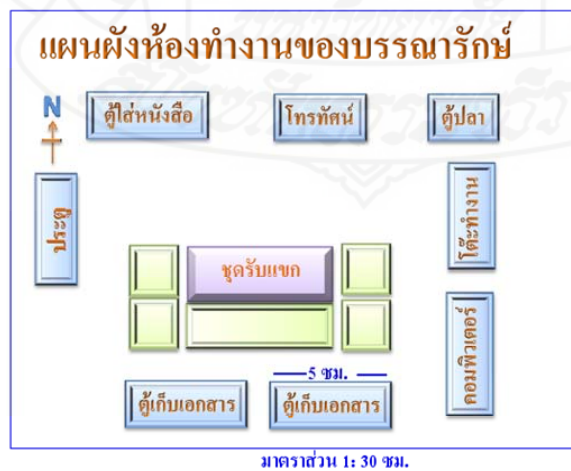 แผนผังห้องทำงานของบรรณารักษ์
N
ตู้ใส่หนังสือ
โทรทัศน์
ตู้ปลา
ประตู
โต๊ะทำงาน
ชุดรับแขก
คอมพิวเตอร์
5 ซม.
ตู้เก็บเอกสาร
ตู้เก็บเอกสาร
มาตราส่วน 1: 30 ซม.